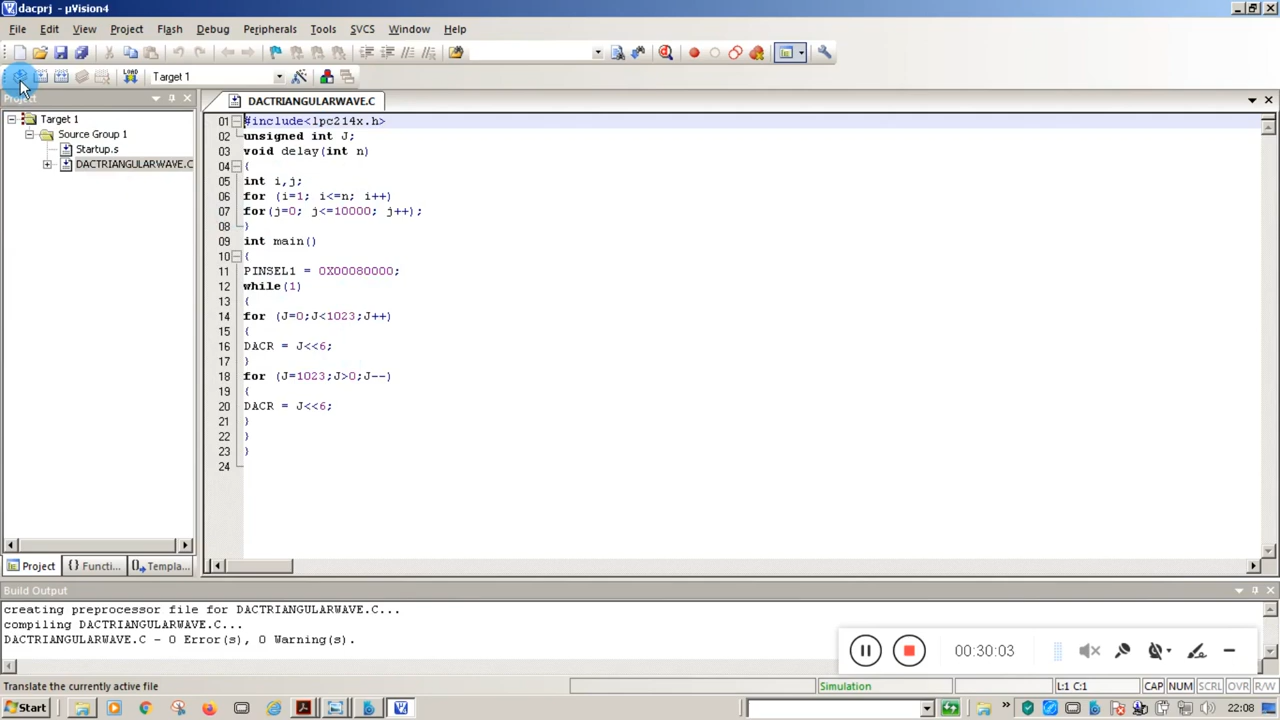 dacprj - µVision4
File Edit View Project Flash Debug Peripherals Tools SVCS Window Help
LOAD Target 1
Project
DACTRIANGULARWAVE.C
Target 1
Source Group 1
Startup.s
DACTRIANGULARWAVE.C
01 #include<lpc214x.h>
02 unsigned int J;
03 void delay(int n)
04 {
05 int i,j;
06 for (i=1; i<=n; i++)
07 for(j=0; j<=10000; j++);
08 }
09 int main()
10 {
11 PINSEL1 = 0X00080000;
12 while(1)
13 {
14 for (J=0;J<1023;J++)
15 {
16 DACR = J<<6;
17 }
18 for (J=1023;J>0;J--)
19 {
20 DACR = J<<6;
21 }
22 }
23 }
24
Project {} Functi... Templa...
Build Output
creating preprocessor file for DACTRIANGULARWAVE.C...
compiling DACTRIANGULARWAVE.C...
DACTRIANGULARWAVE.C - 0 Error(s), 0 Warning(s).
00:30:03
Translate the currently active file Simulation L:1 C:1 CAP NUM SCRL OVR R/W
Start 22:08